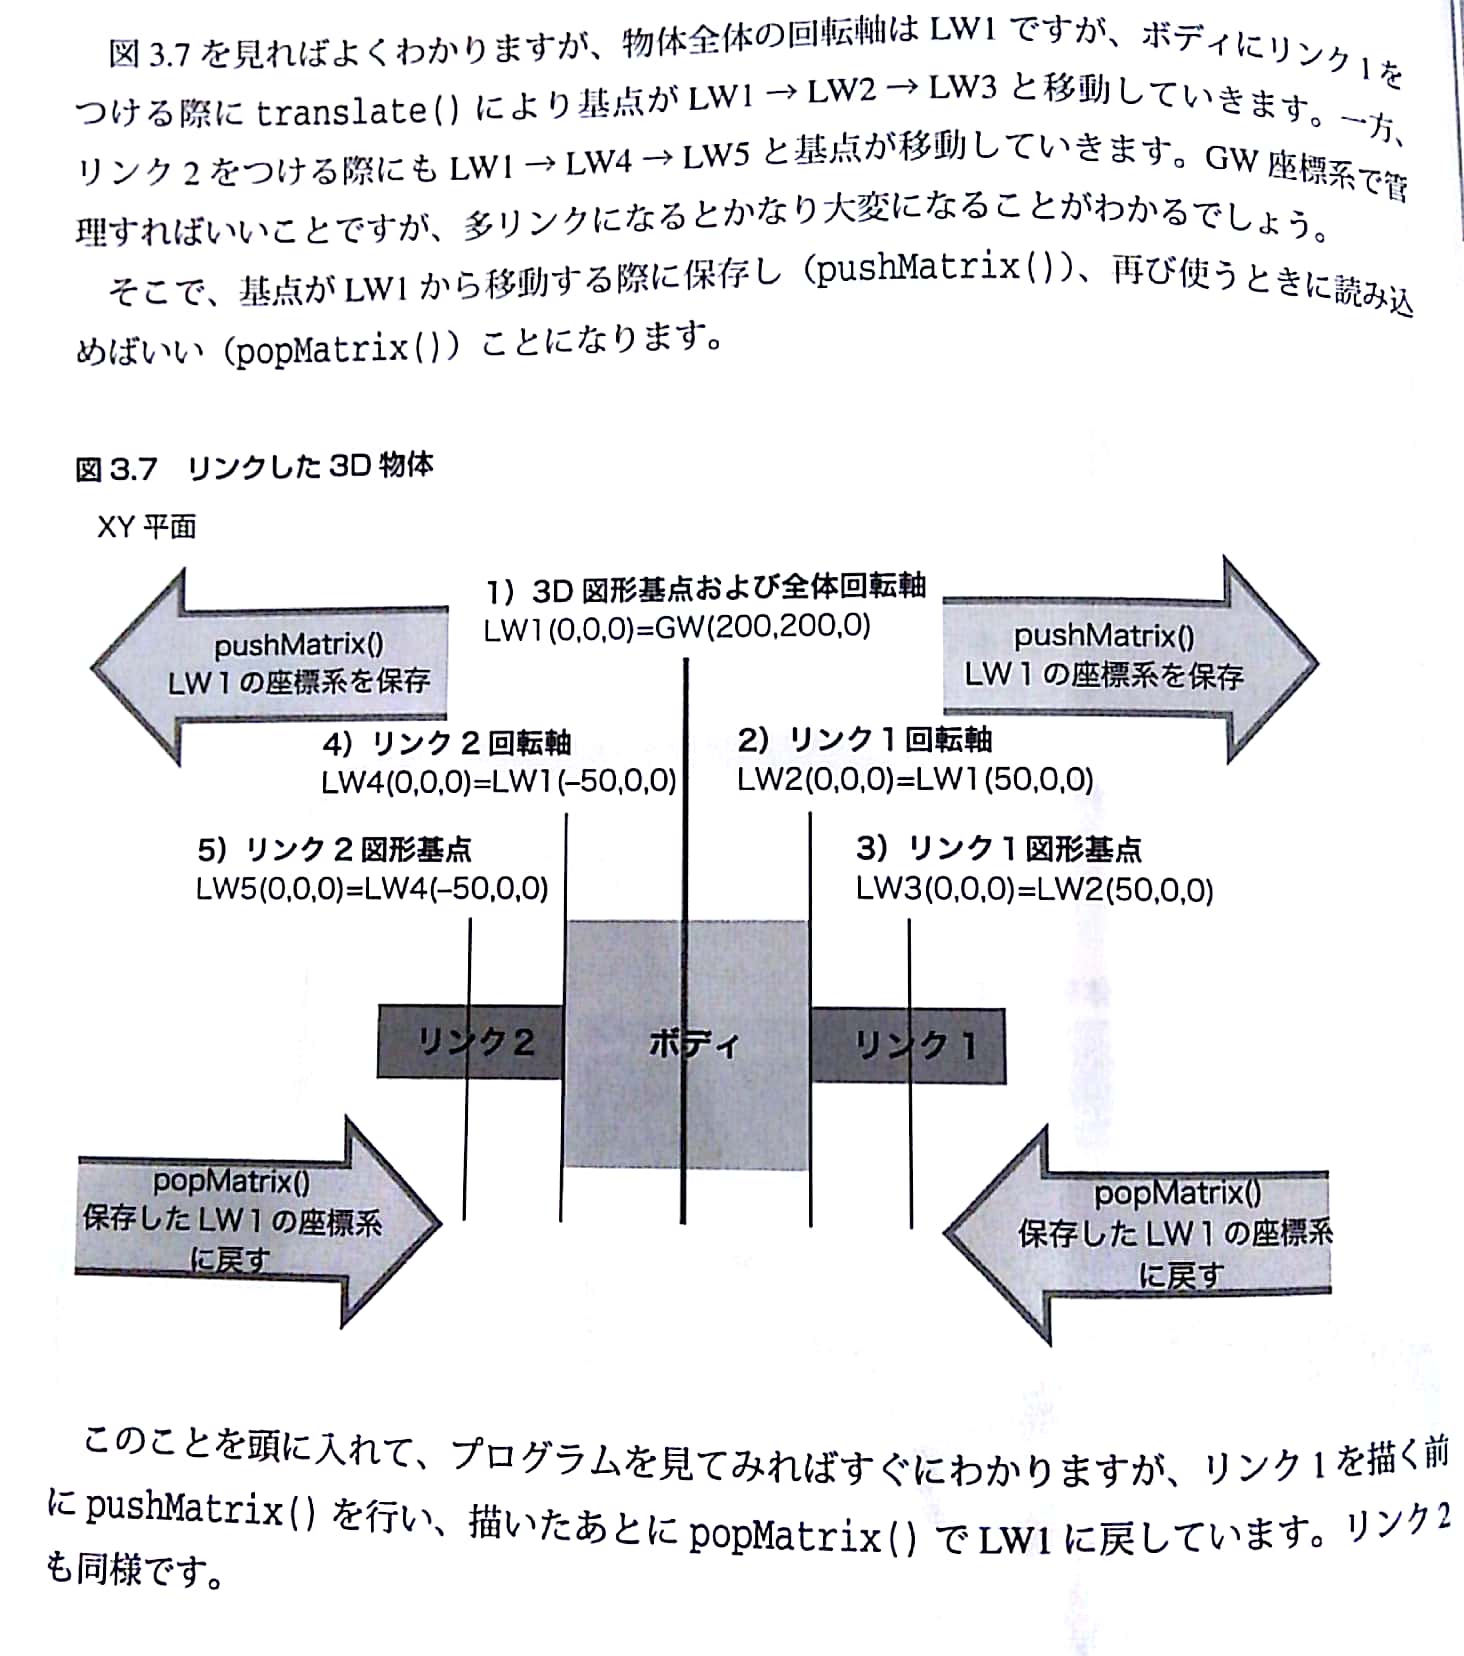 図 3.7 を見ればよくわかりますが、物体全体の回転軸は LW1 ですが、ボディにリンク 1 を
つける際に translate() により基点が LW1 → LW2 → LW3 と移動していきます。一方、
リンク 2 をつける際にも LW1 → LW4 → LW5 と基点が移動していきます。GW 座標系で管
理すればいいことですが、多リンクになるとかなり大変になることがわかるでしょう。
そこで、基点が LW1 から移動する際に保存し（pushMatrix()）、再び使うときに読み込
めばいい（popMatrix()）ことになります。
図 3.7 リンクした 3D 物体
XY 平面
1）3D 図形基点および全体回転軸
LW1(0,0,0)=GW(200,200,0)
pushMatrix()
LW 1 の座標系を保存
pushMatrix()
LW 1 の座標系を保存
4）リンク 2 回転軸
LW4(0,0,0)=LW1(–50,0,0)
2）リンク 1 回転軸
LW2(0,0,0)=LW1(50,0,0)
5）リンク 2 図形基点
LW5(0,0,0)=LW4(–50,0,0)
3）リンク 1 図形基点
LW3(0,0,0)=LW2(50,0,0)
リンク 2
ボディ
リンク 1
popMatrix()
保存した LW 1 の座標系
に戻す
popMatrix()
保存した LW 1 の座標系
に戻す
このことを頭に入れて、プログラムを見てみればすぐにわかりますが、リンク 1 を描く前
に pushMatrix() を行い、描いたあとに popMatrix() で LW1 に戻しています。リンク 2
も同様です。